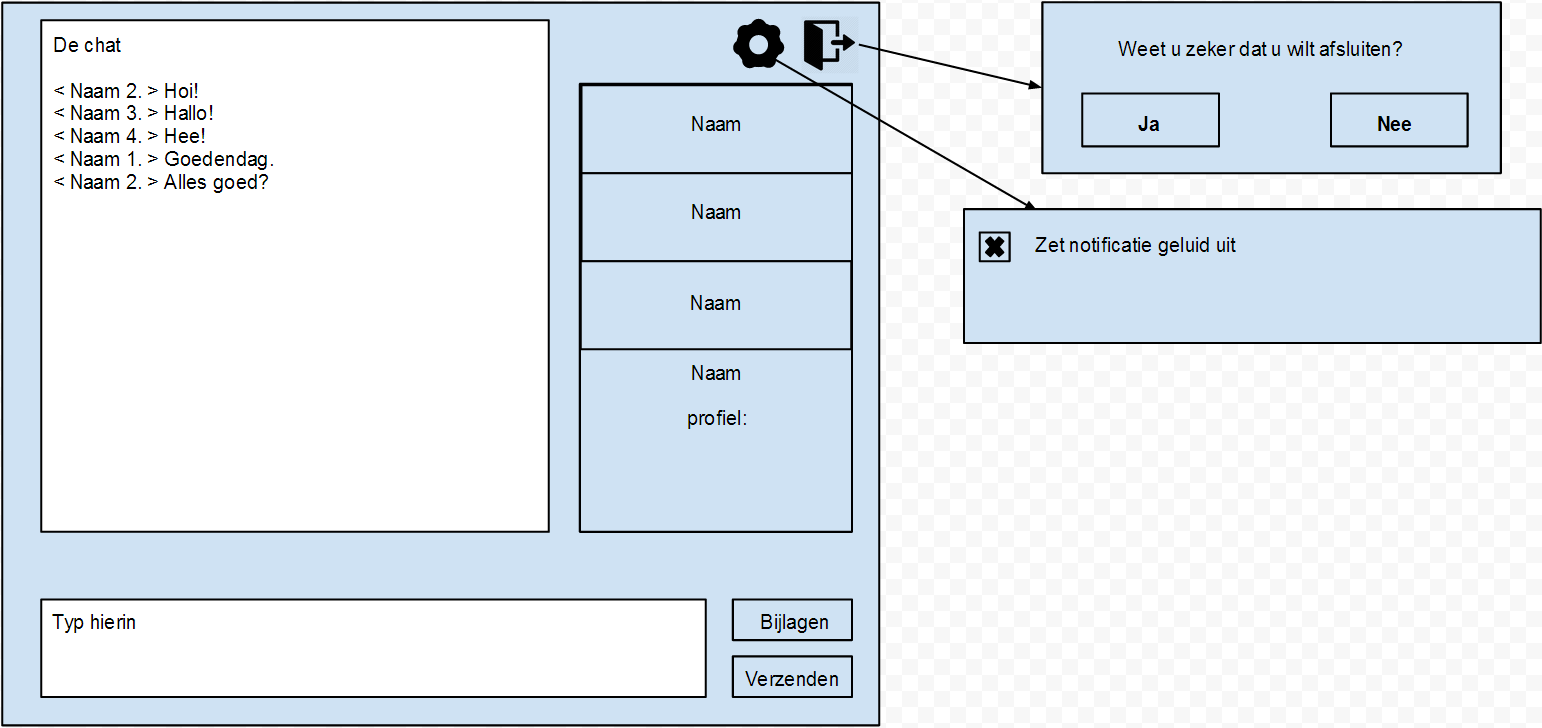 De chat
< Naam 2. > Hoi!
< Naam 3. > Hallo!
< Naam 4. > Hee!
< Naam 1. > Goedendag.
< Naam 2. > Alles goed?
Naam
Naam
Naam
Naam
profiel:
Typ hierin
Bijlagen
Verzenden
Weet u zeker dat u wilt afsluiten?
Ja
Nee
Zet notificatie geluid uit